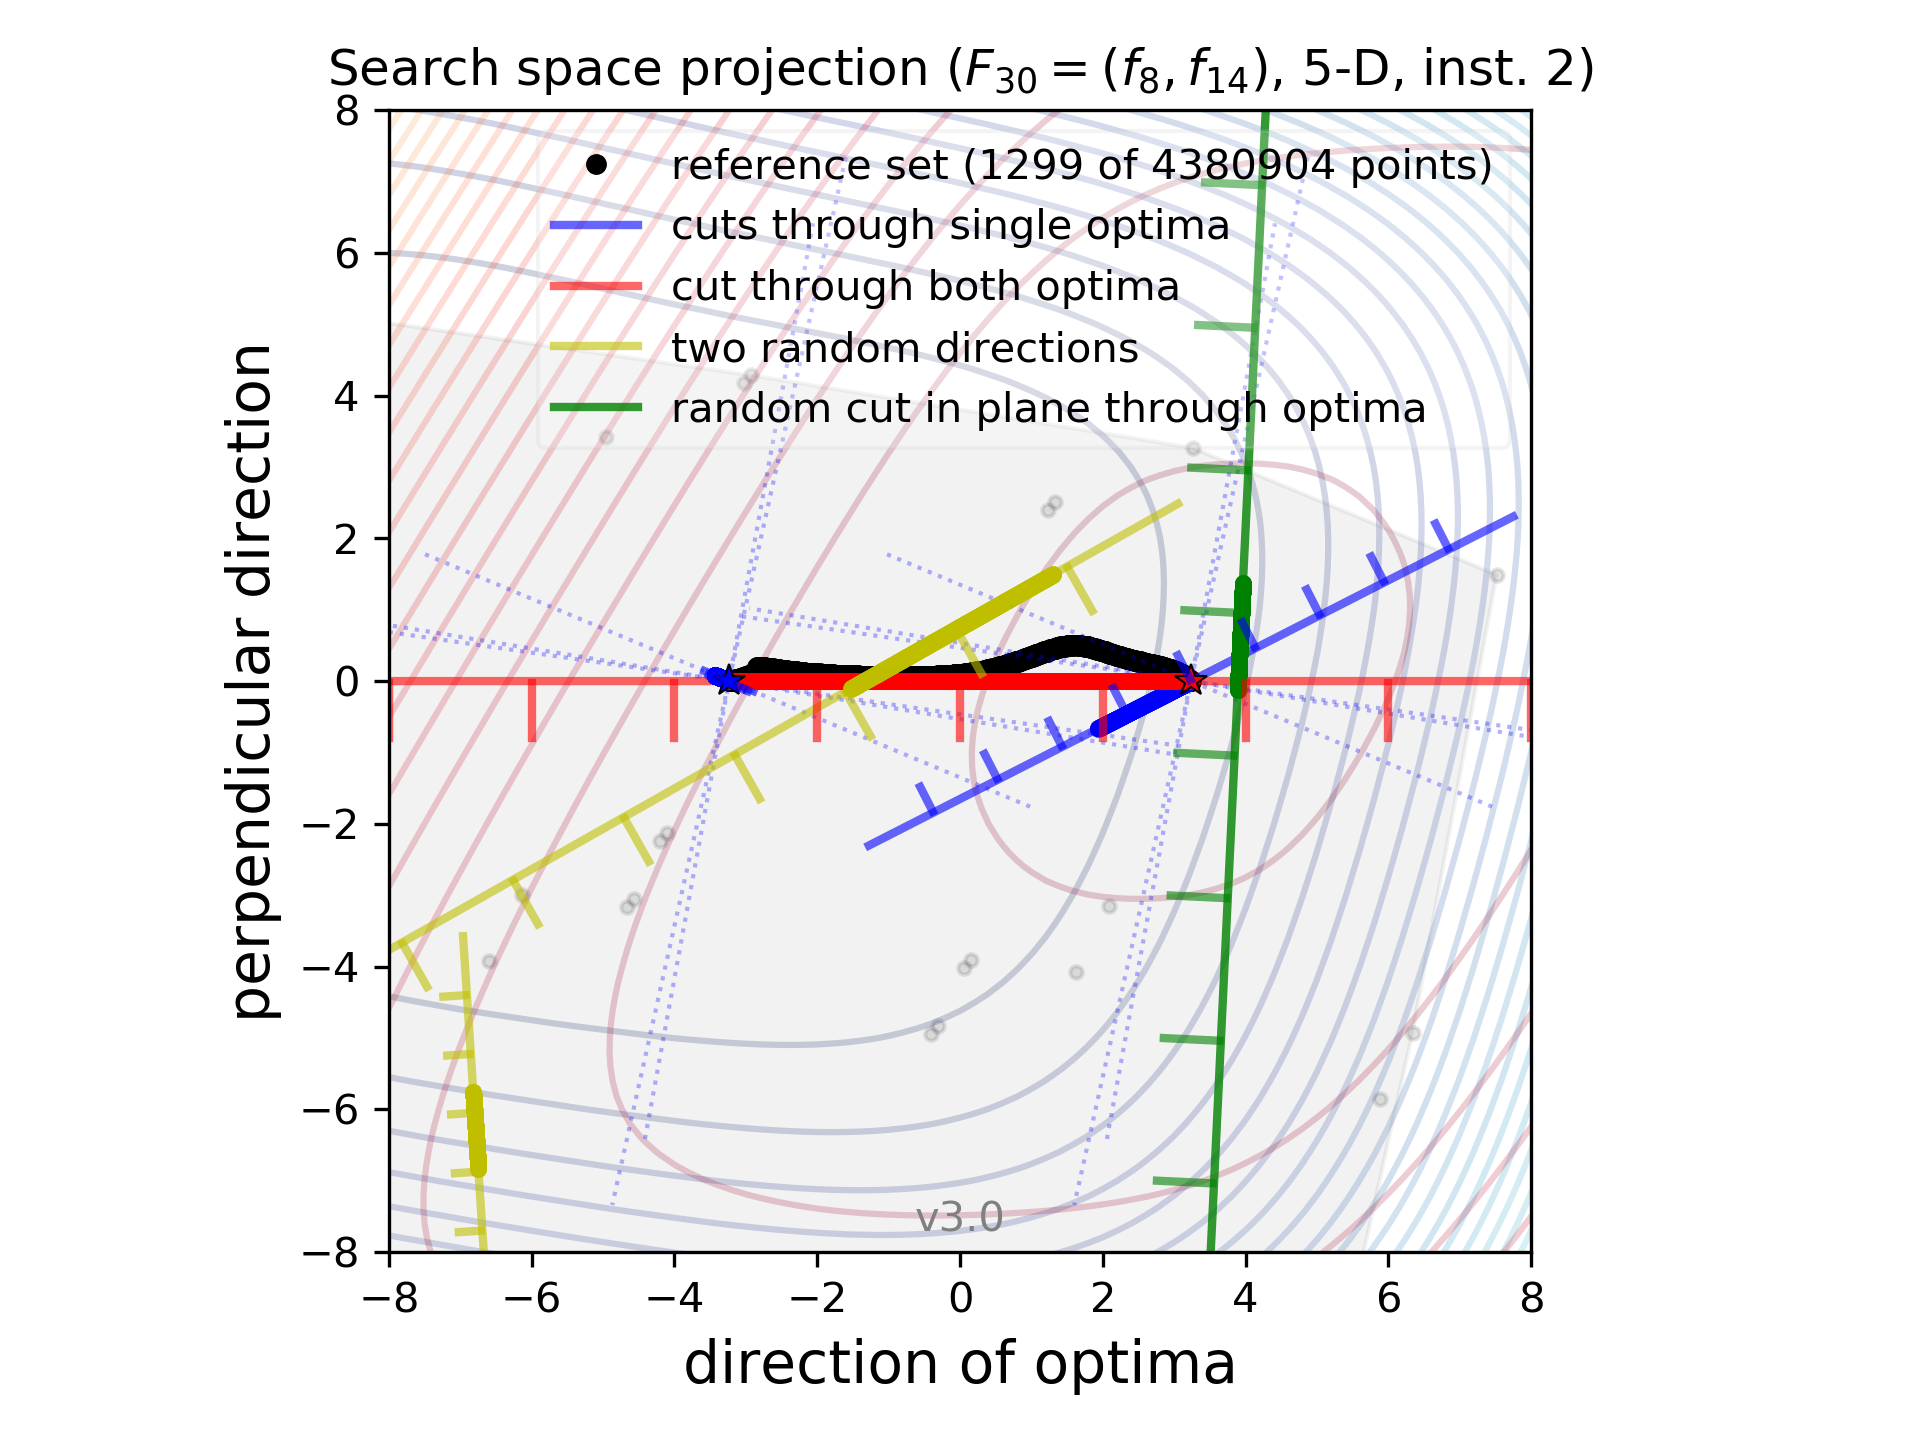 Search space projection (F30 = (f8, f14), 5-D, inst. 2)
reference set (1299 of 4380904 points)
cuts through single optima
cut through both optima
two random directions
random cut in plane through optima
perpendicular direction
8
6
4
2
0
−2
−4
−6
−8
v3.0
−8 −6 −4 −2 0 2 4 6 8
direction of optima